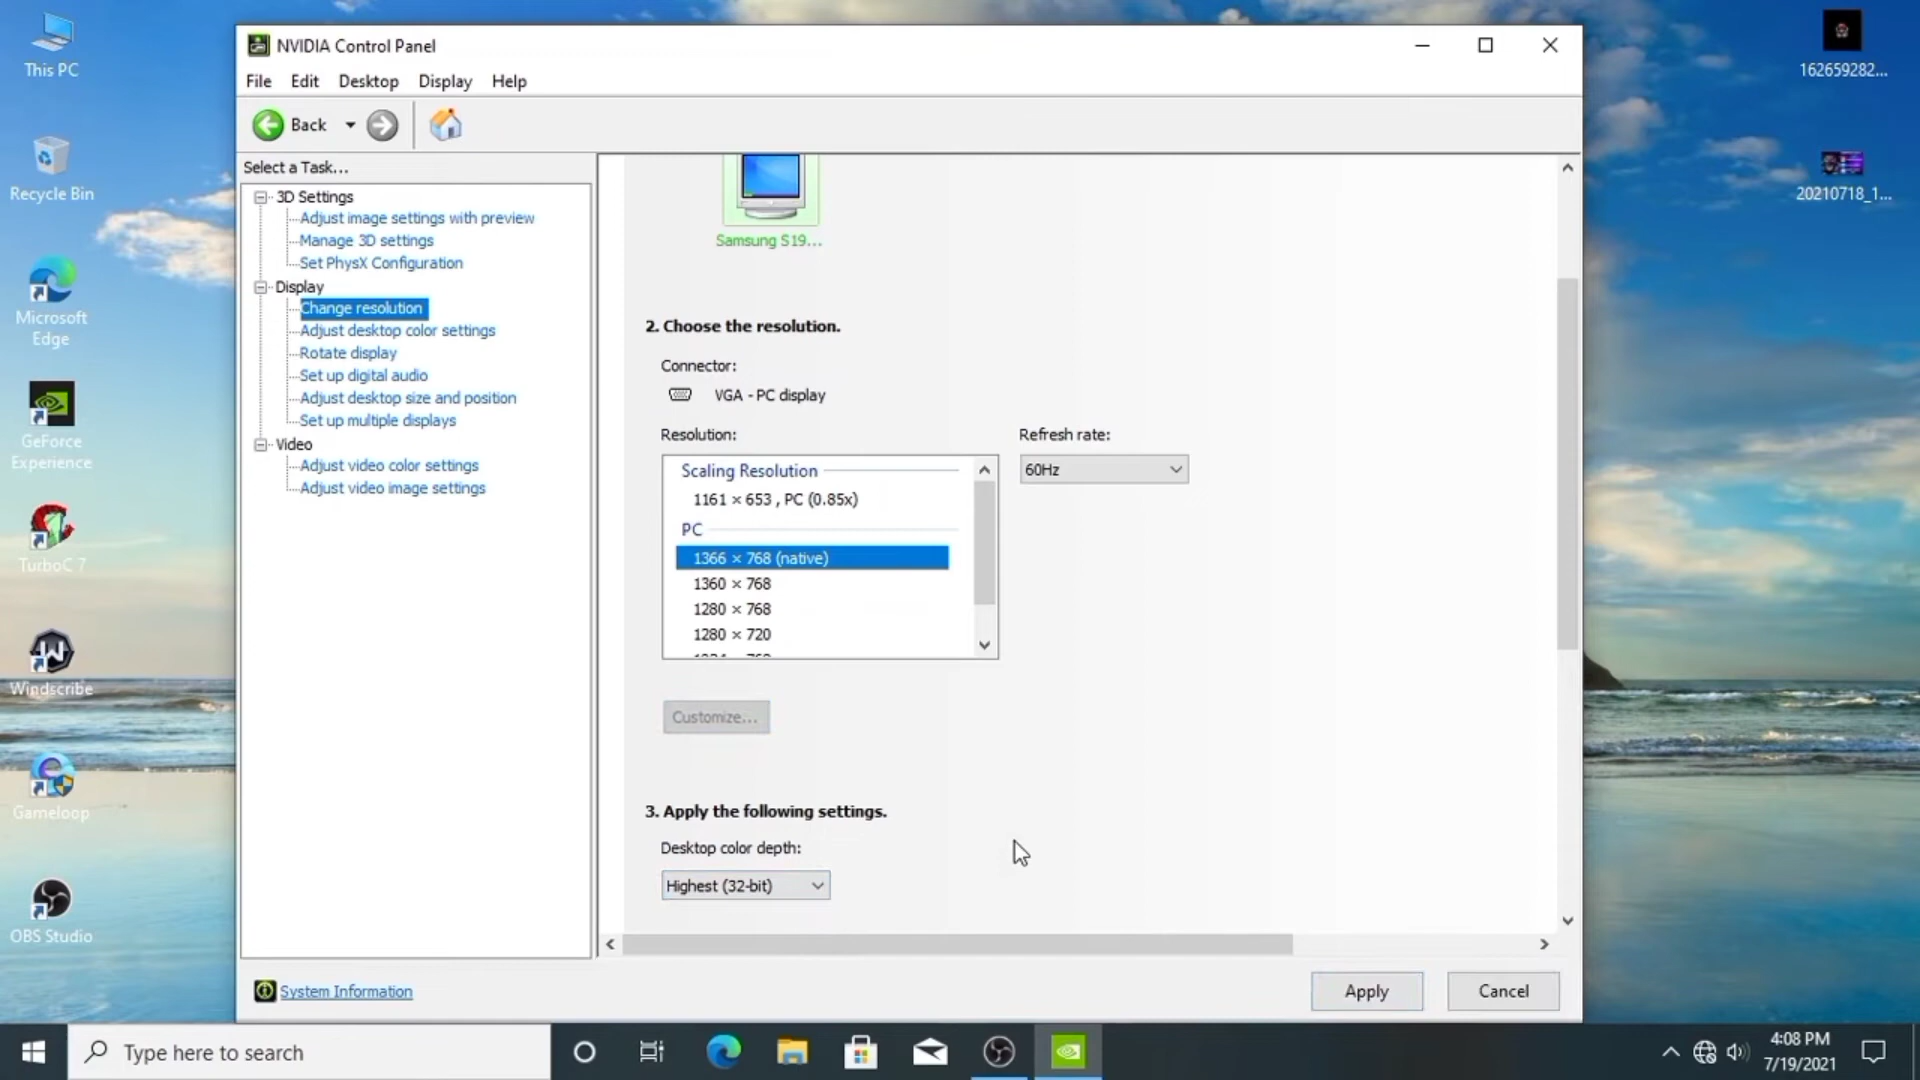 This PC
Recycle Bin
Microsoft
Edge
GeForce
Experience
TurboC 7
Windscribe
Gameloop
OBS Studio
NVIDIA Control Panel
File Edit Desktop Display Help
Back
Select a Task...
3D Settings
Adjust image settings with preview
Manage 3D settings
Set PhysX Configuration
Display
Change resolution
Adjust desktop color settings
Rotate display
Set up digital audio
Adjust desktop size and position
Set up multiple displays
Video
Adjust video color settings
Adjust video image settings
System Information
Samsung S19...
2. Choose the resolution.
Connector:
VGA - PC display
Resolution:
Refresh rate:
Scaling Resolution
1161 × 653 , PC (0.85x)
PC
1366 × 768 (native)
1360 × 768
1280 × 768
1280 × 720
60Hz
Customize...
3. Apply the following settings.
Desktop color depth:
Highest (32-bit)
Apply
Cancel
162659282...
20210718_1...
Type here to search
4:08 PM
7/19/2021